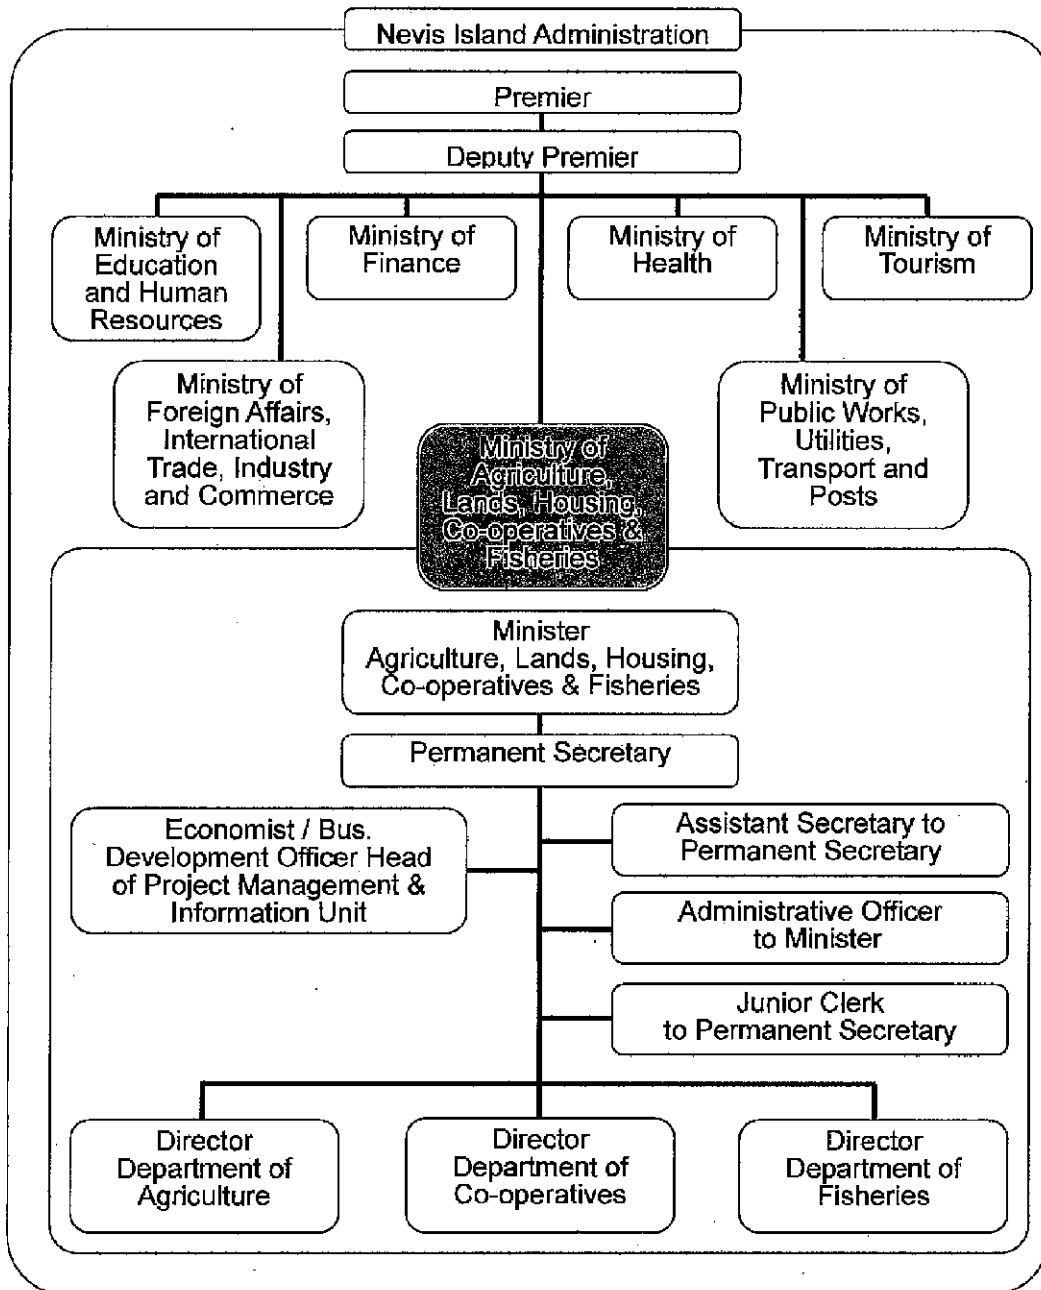 Nevis Island Administration
Premier
Deputy Premier
Ministry of
Education
and Human
Resources
Ministry of
Finance
Ministry of
Health
Ministry of
Tourism
Ministry of
Foreign Affairs,
International
Trade, Industry
and Commerce
Ministry of
Agriculture,
Lands, Housing,
Co-operatives &
Fisheries
Ministry of
Public Works,
Utilities,
Transport and
Posts
Minister
Agriculture, Lands, Housing,
Co-operatives & Fisheries
Permanent Secretary
Economist / Bus.
Development Officer Head
of Project Management &
Information Unit
Assistant Secretary to
Permanent Secretary
Administrative Officer
to Minister
Junior Clerk
to Permanent Secretary
Director
Department of
Agriculture
Director
Department of
Co-operatives
Director
Department of
Fisheries